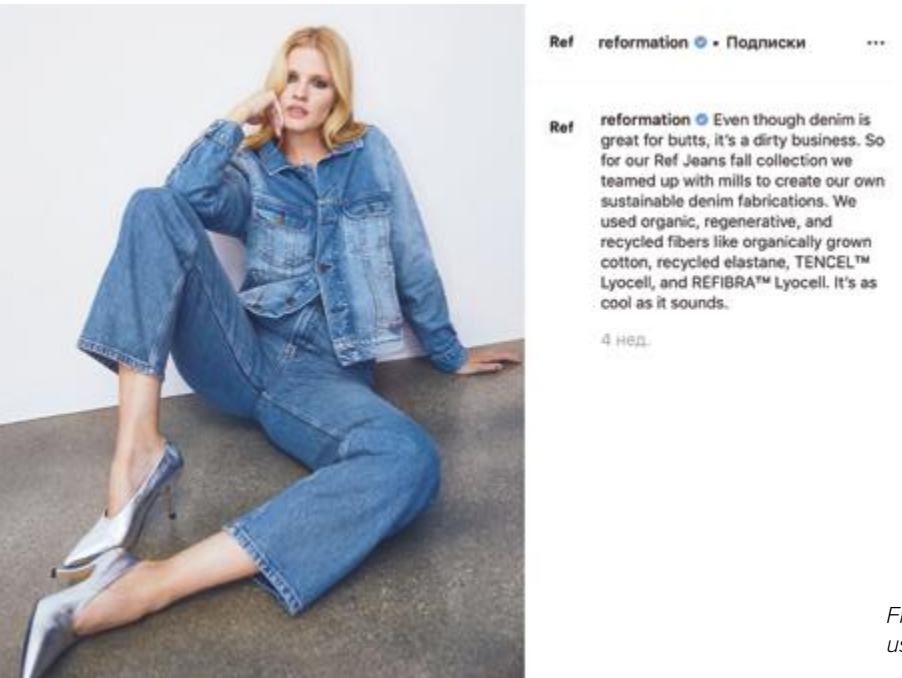 Ref reformation • Подписки ...
Ref
reformation Even though denim is
great for butts, it's a dirty business. So
for our Ref Jeans fall collection we
teamed up with mills to create our own
sustainable denim fabrications. We
used organic, regenerative, and
recycled fibers like organically grown
cotton, recycled elastane, TENCEL™
Lyocell, and REFIBRA™ Lyocell. It's as
cool as it sounds.
4 нед.